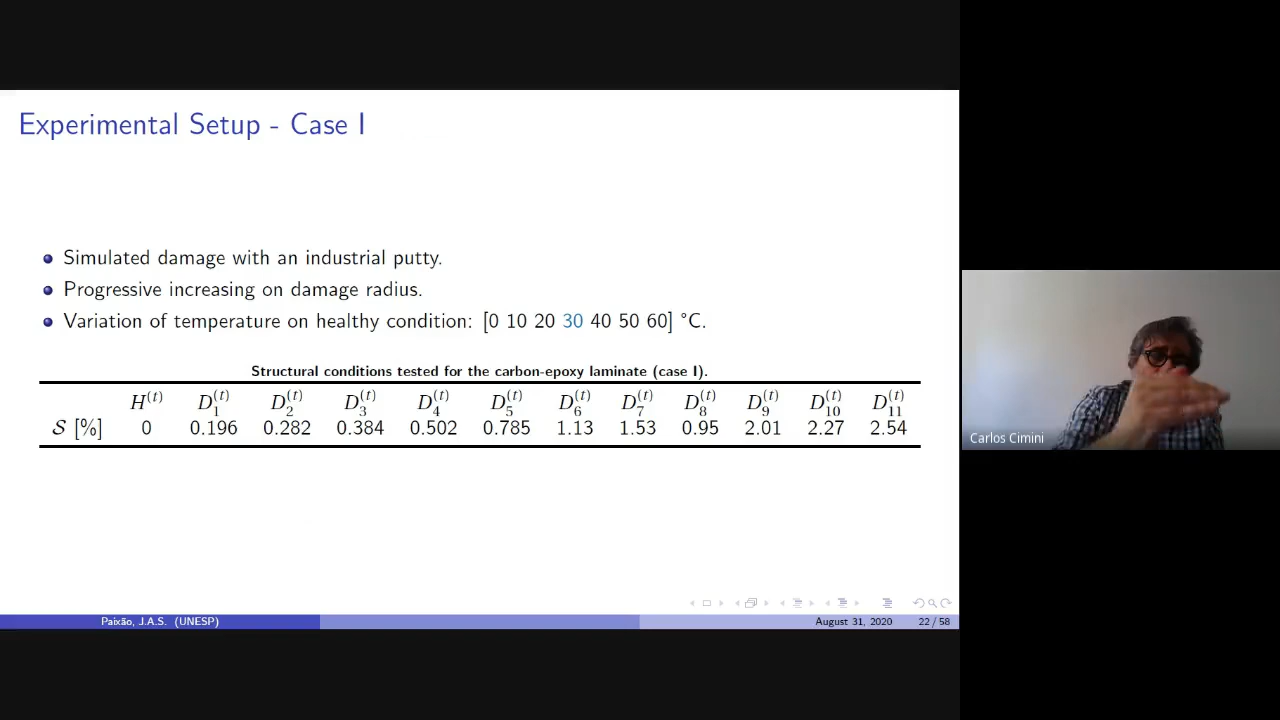 Experimental Setup - Case I
Simulated damage with an industrial putty.
Progressive increasing on damage radius.
Variation of temperature on healthy condition: [0 10 20 30 40 50 60] °C.
Structural conditions tested for the carbon-epoxy laminate (case I).
H^(t) D_1^(t) D_2^(t) D_3^(t) D_4^(t) D_5^(t) D_6^(t) D_7^(t) D_8^(t) D_9^(t) D_10^(t) D_11^(t)
S [%] 0 0.196 0.282 0.384 0.502 0.785 1.13 1.53 0.95 2.01 2.27 2.54
Carlos Cimini
Paixão, J.A.S. (UNESP) August 31, 2020 22 / 58